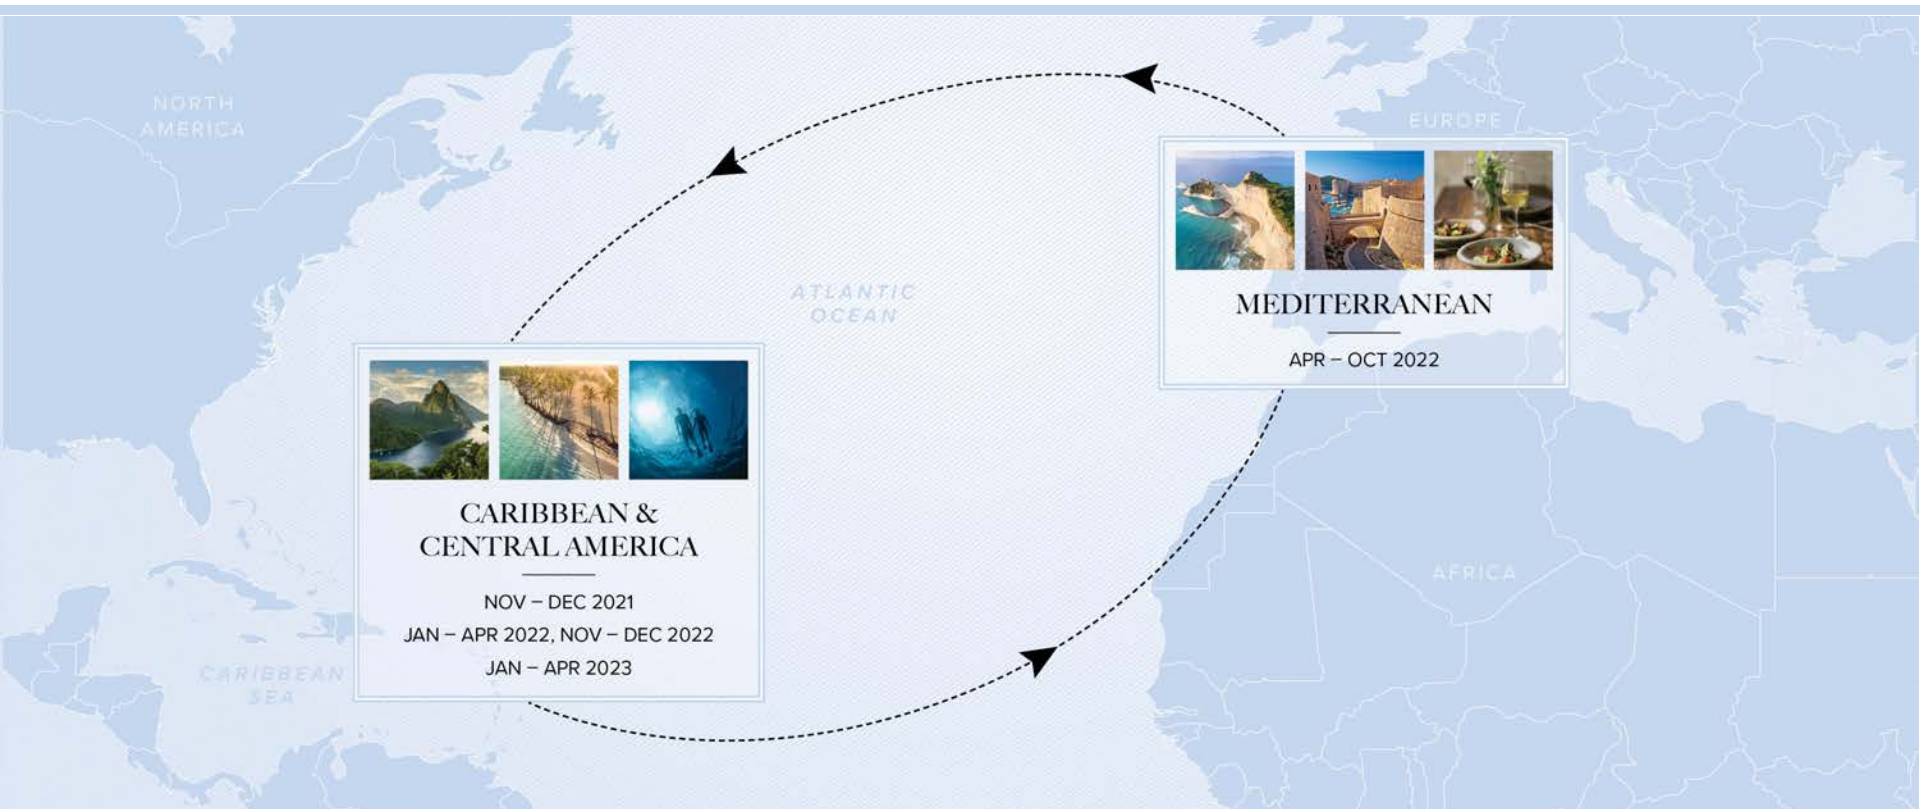 NORTH
AMERICA
EUROPE
ATLANTIC
OCEAN
MEDITERRANEAN
APR – OCT 2022
CARIBBEAN &
CENTRAL AMERICA
NOV – DEC 2021
JAN – APR 2022, NOV – DEC 2022
JAN – APR 2023
AFRICA
CARIBBEAN
SEA